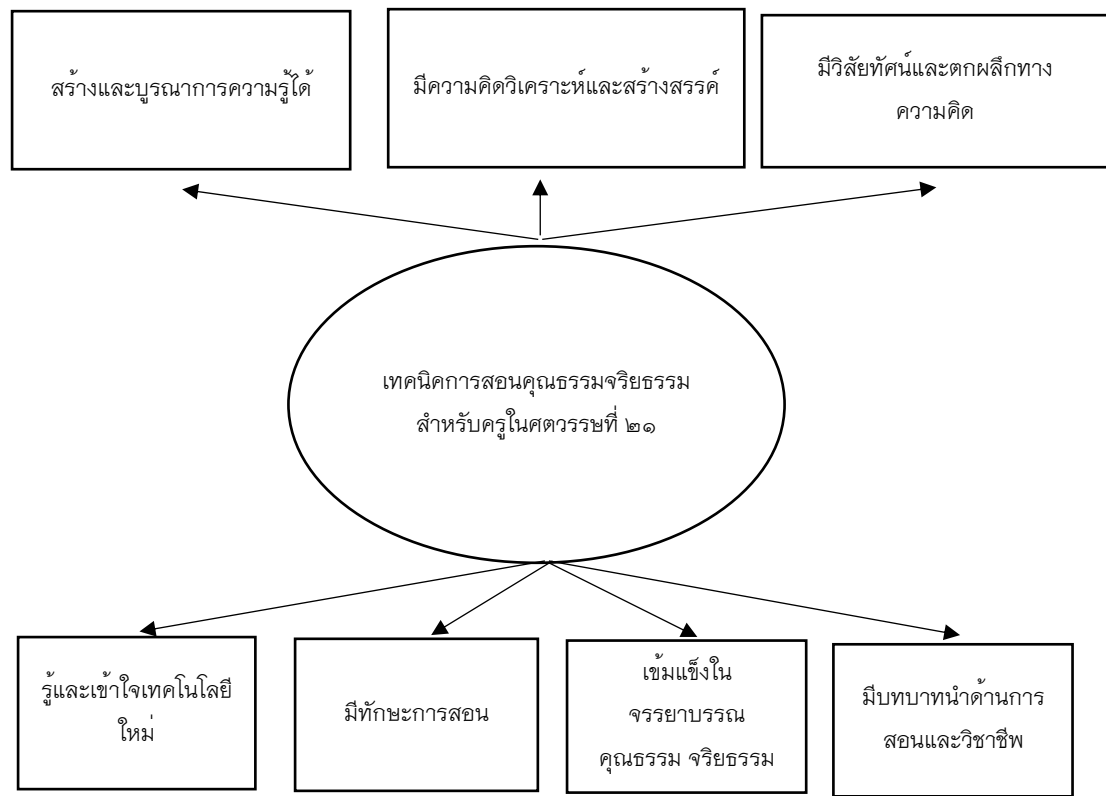 สร้างและบูรณาการความรู้ได้
มีความคิดวิเคราะห์และสร้างสรรค์
มีวิสัยทัศน์และตกผลึกทาง
ความคิด
เทคนิคการสอนคุณธรรมจริยธรรม
สำหรับครูในศตวรรษที่ ๒๑
รู้และเข้าใจเทคโนโลยี
ใหม่
มีทักษะการสอน
เข้มแข็งใน
จรรยาบรรณ
คุณธรรม จริยธรรม
มีบทบาทนำด้านการ
สอนและวิชาชีพ